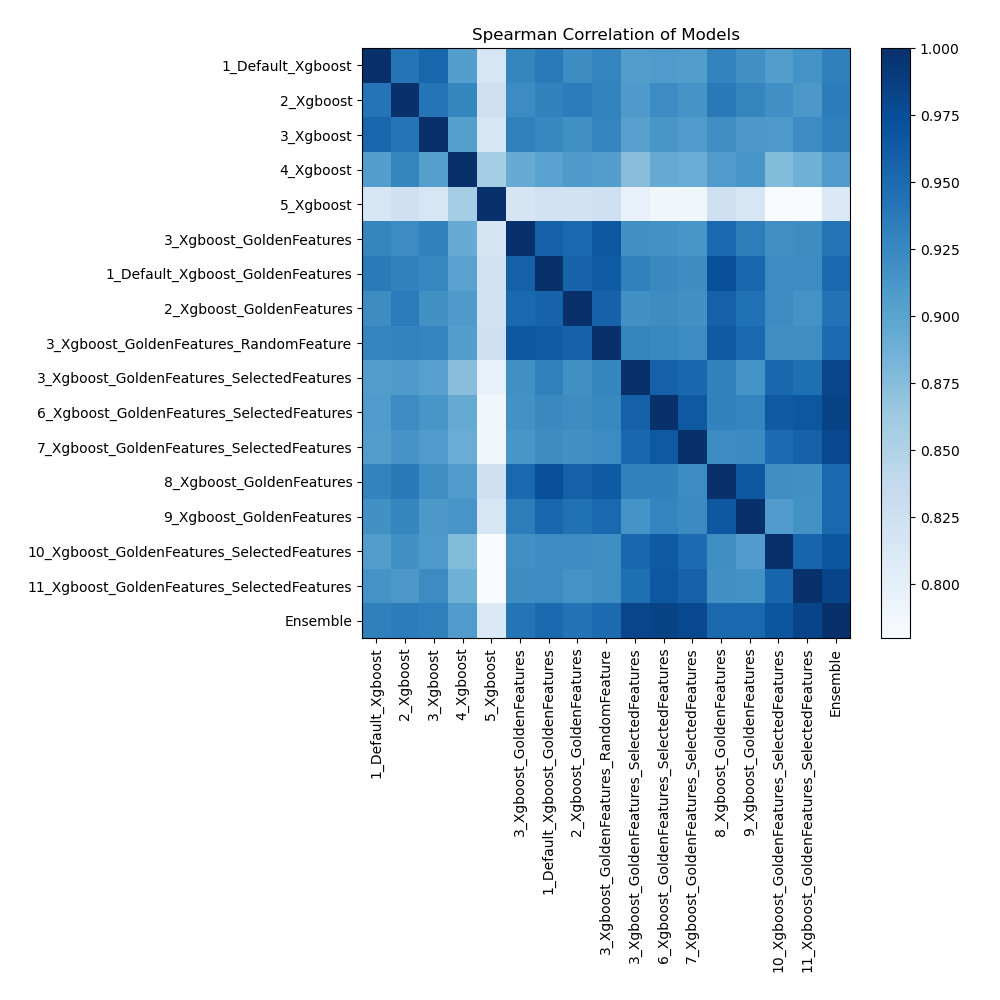 Spearman Correlation of Models
1_Default_Xgboost
2_Xgboost
3_Xgboost
4_Xgboost
5_Xgboost
3_Xgboost_GoldenFeatures
1_Default_Xgboost_GoldenFeatures
2_Xgboost_GoldenFeatures
3_Xgboost_GoldenFeatures_RandomFeature
3_Xgboost_GoldenFeatures_SelectedFeatures
6_Xgboost_GoldenFeatures_SelectedFeatures
7_Xgboost_GoldenFeatures_SelectedFeatures
8_Xgboost_GoldenFeatures
9_Xgboost_GoldenFeatures
10_Xgboost_GoldenFeatures_SelectedFeatures
11_Xgboost_GoldenFeatures_SelectedFeatures
Ensemble
1_Default_Xgboost
2_Xgboost
3_Xgboost
4_Xgboost
5_Xgboost
3_Xgboost_GoldenFeatures
1_Default_Xgboost_GoldenFeatures
2_Xgboost_GoldenFeatures
3_Xgboost_GoldenFeatures_RandomFeature
3_Xgboost_GoldenFeatures_SelectedFeatures
6_Xgboost_GoldenFeatures_SelectedFeatures
7_Xgboost_GoldenFeatures_SelectedFeatures
8_Xgboost_GoldenFeatures
9_Xgboost_GoldenFeatures
10_Xgboost_GoldenFeatures_SelectedFeatures
11_Xgboost_GoldenFeatures_SelectedFeatures
Ensemble
1.000
0.975
0.950
0.925
0.900
0.875
0.850
0.825
0.800